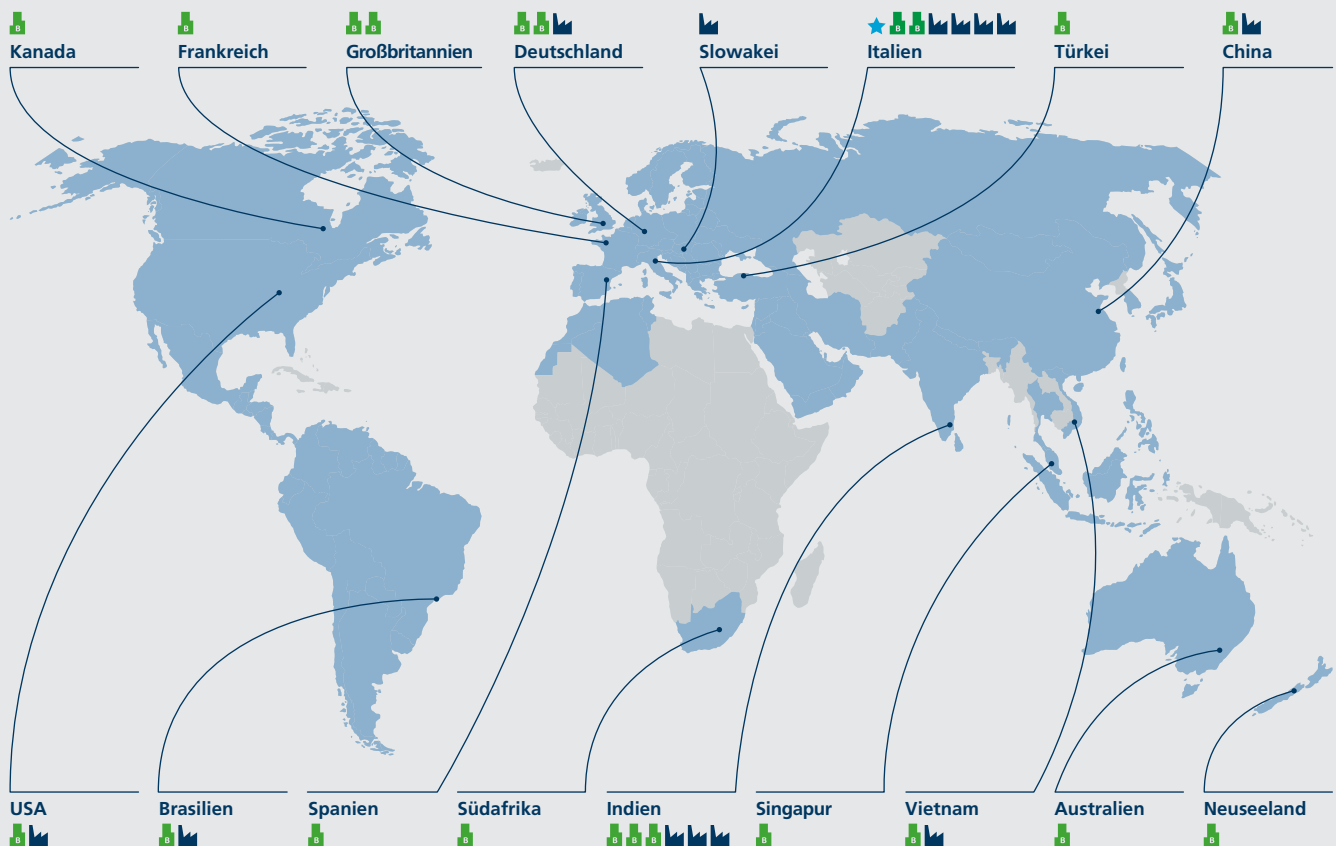 B
B
B B
B B
B B
B
B
Kanada
Frankreich
Großbritannien
Deutschland
Slowakei
Italien
Türkei
China
USA
Brasilien
Spanien
Südafrika
Indien
Singapur
Vietnam
Australien
Neuseeland
B
B
B
B
B B B
B
B
B
B